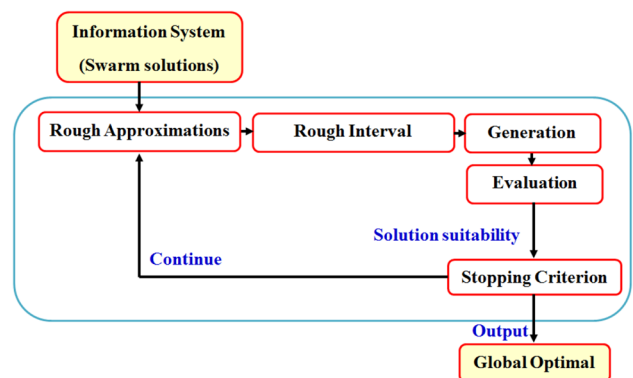 Information System
(Swarm solutions)
Rough Approximations
Rough Interval
Generation
Evaluation
Solution suitability
Continue
Stopping Criterion
Output
Global Optimal